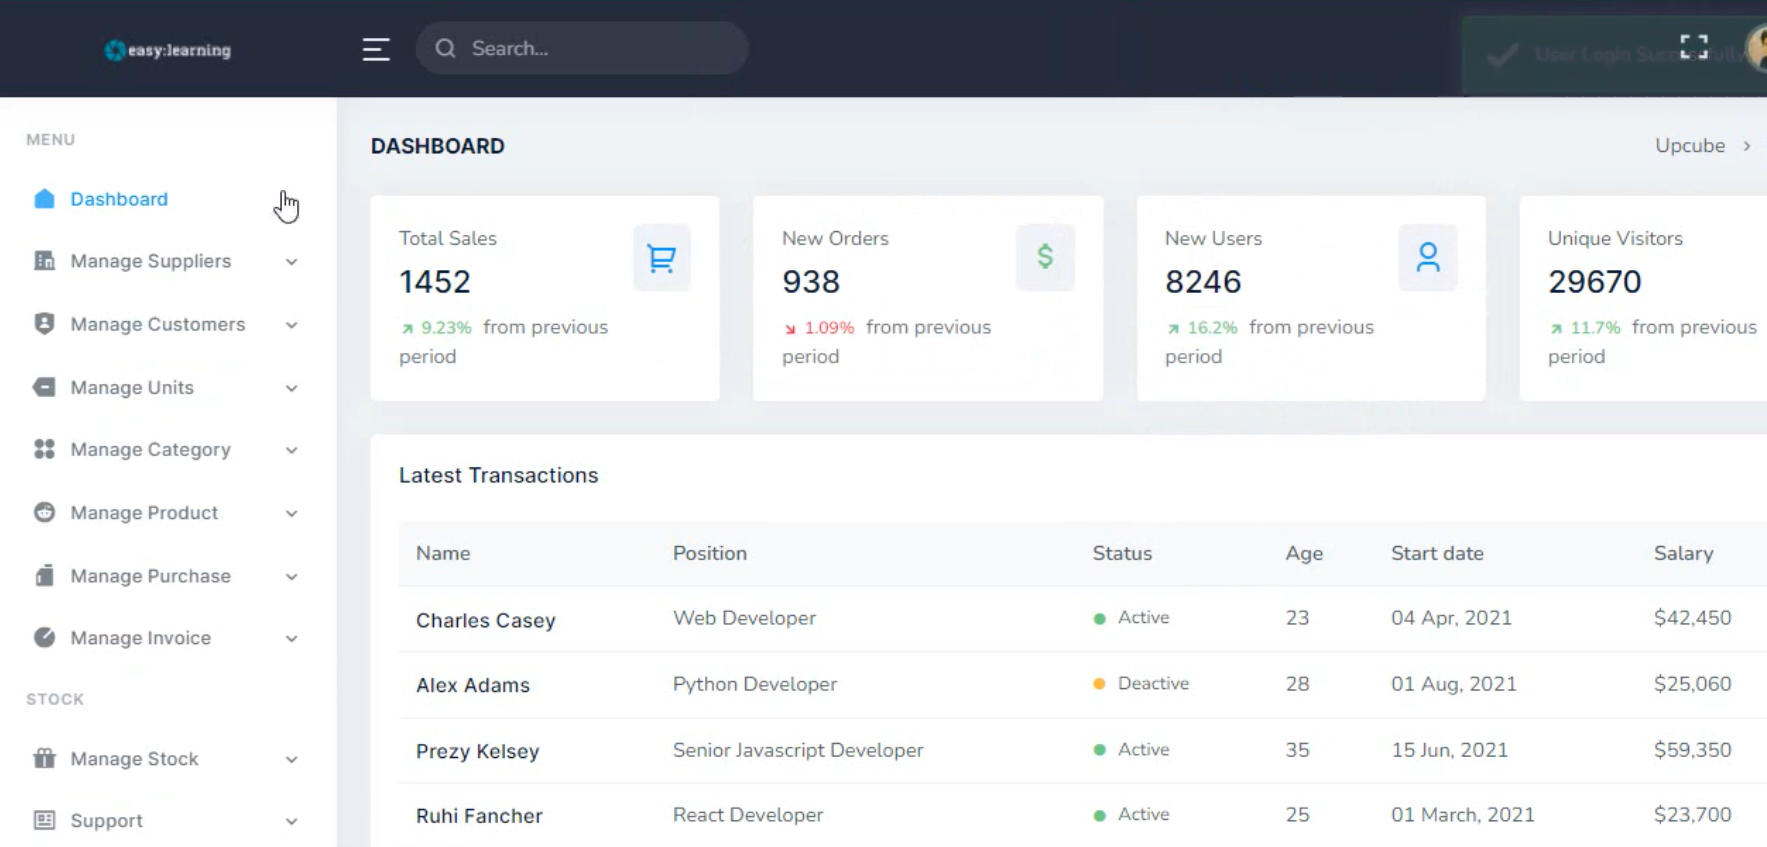 easy:learning
Search...
User Login Successfully
MENU
Dashboard
Manage Suppliers
Manage Customers
Manage Units
Manage Category
Manage Product
Manage Purchase
Manage Invoice
STOCK
Manage Stock
Support
DASHBOARD
Upcube >
Total Sales
1452
9.23% from previous
period
New Orders
938
1.09% from previous
period
New Users
8246
16.2% from previous
period
Unique Visitors
29670
11.7% from previous
period
Latest Transactions
Name Position Status Age Start date Salary
Charles Casey Web Developer Active 23 04 Apr, 2021 $42,450
Alex Adams Python Developer Deactive 28 01 Aug, 2021 $25,060
Prezy Kelsey Senior Javascript Developer Active 35 15 Jun, 2021 $59,350
Ruhi Fancher React Developer Active 25 01 March, 2021 $23,700